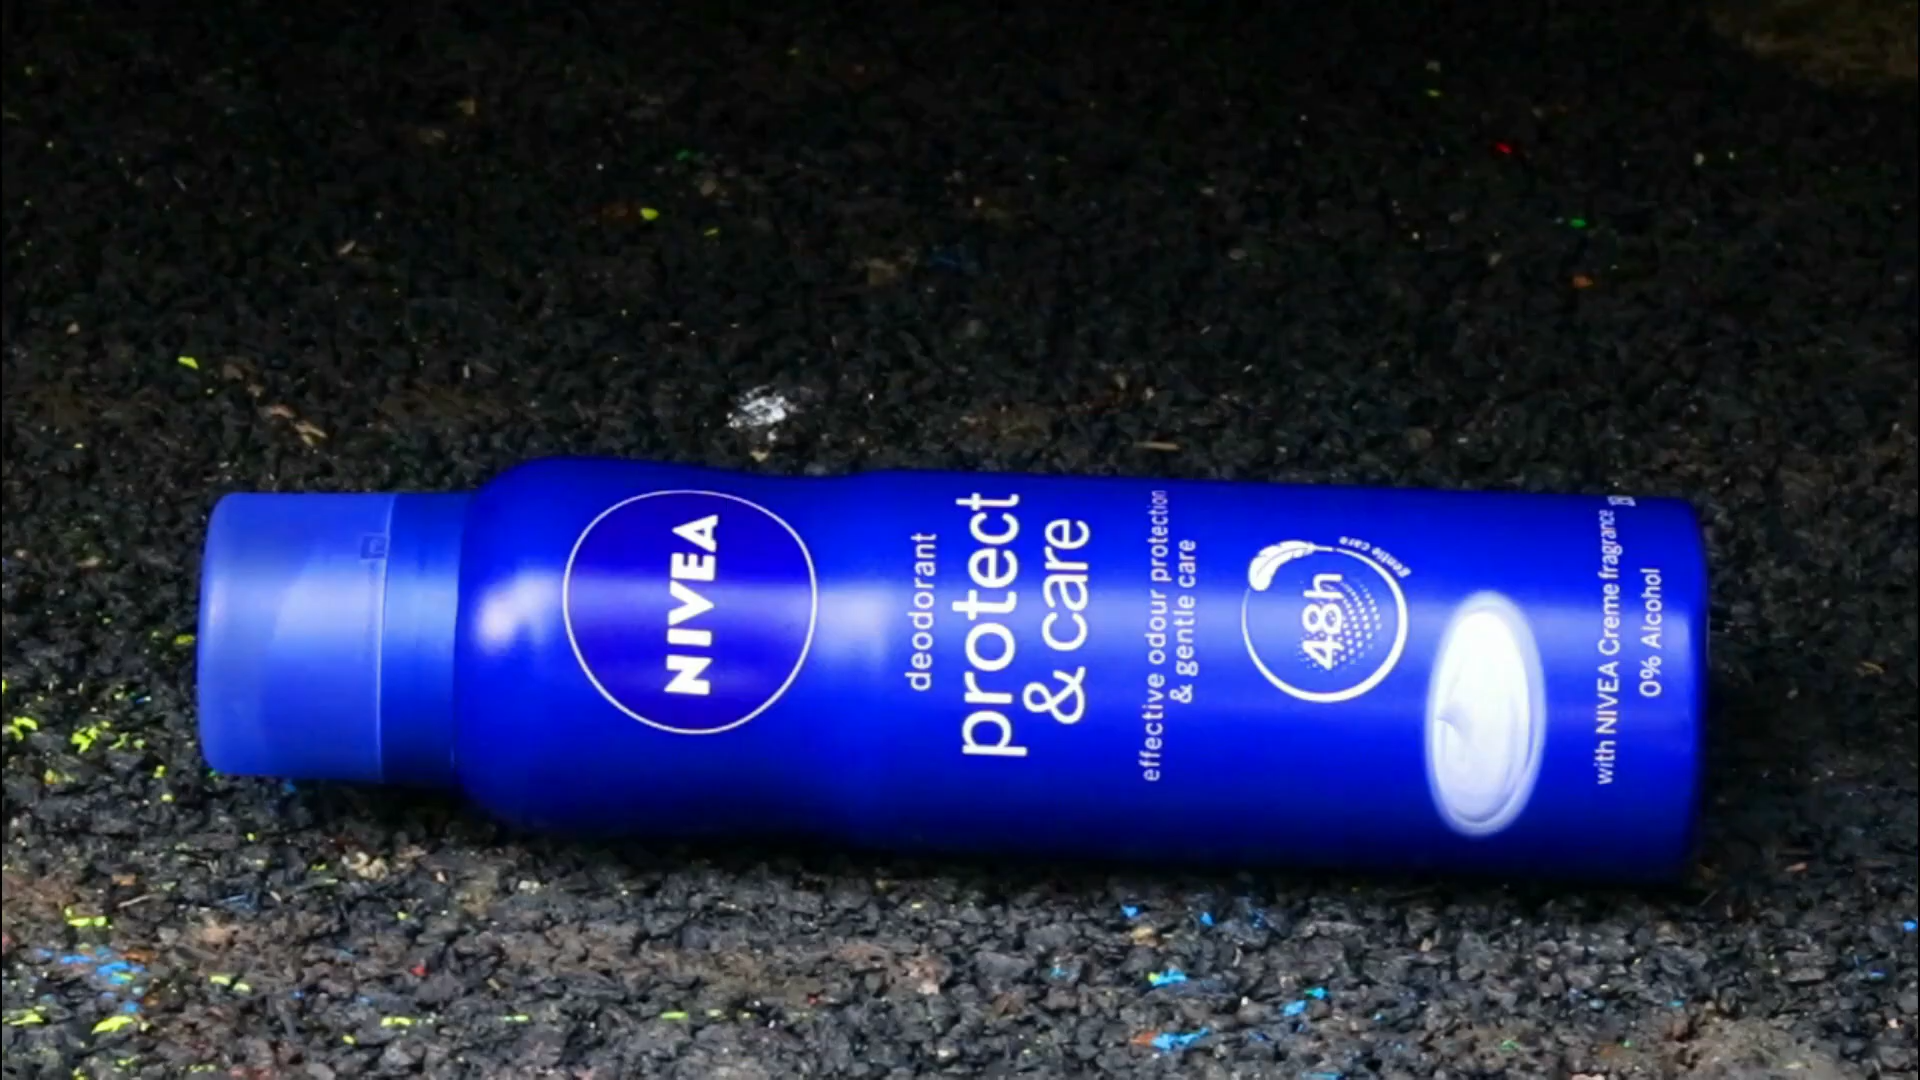 NIVEA
deodorant
protect
& care
effective odour protection
& gentle care
gentle care
48h
with NIVEA Creme fragrance
0% Alcohol